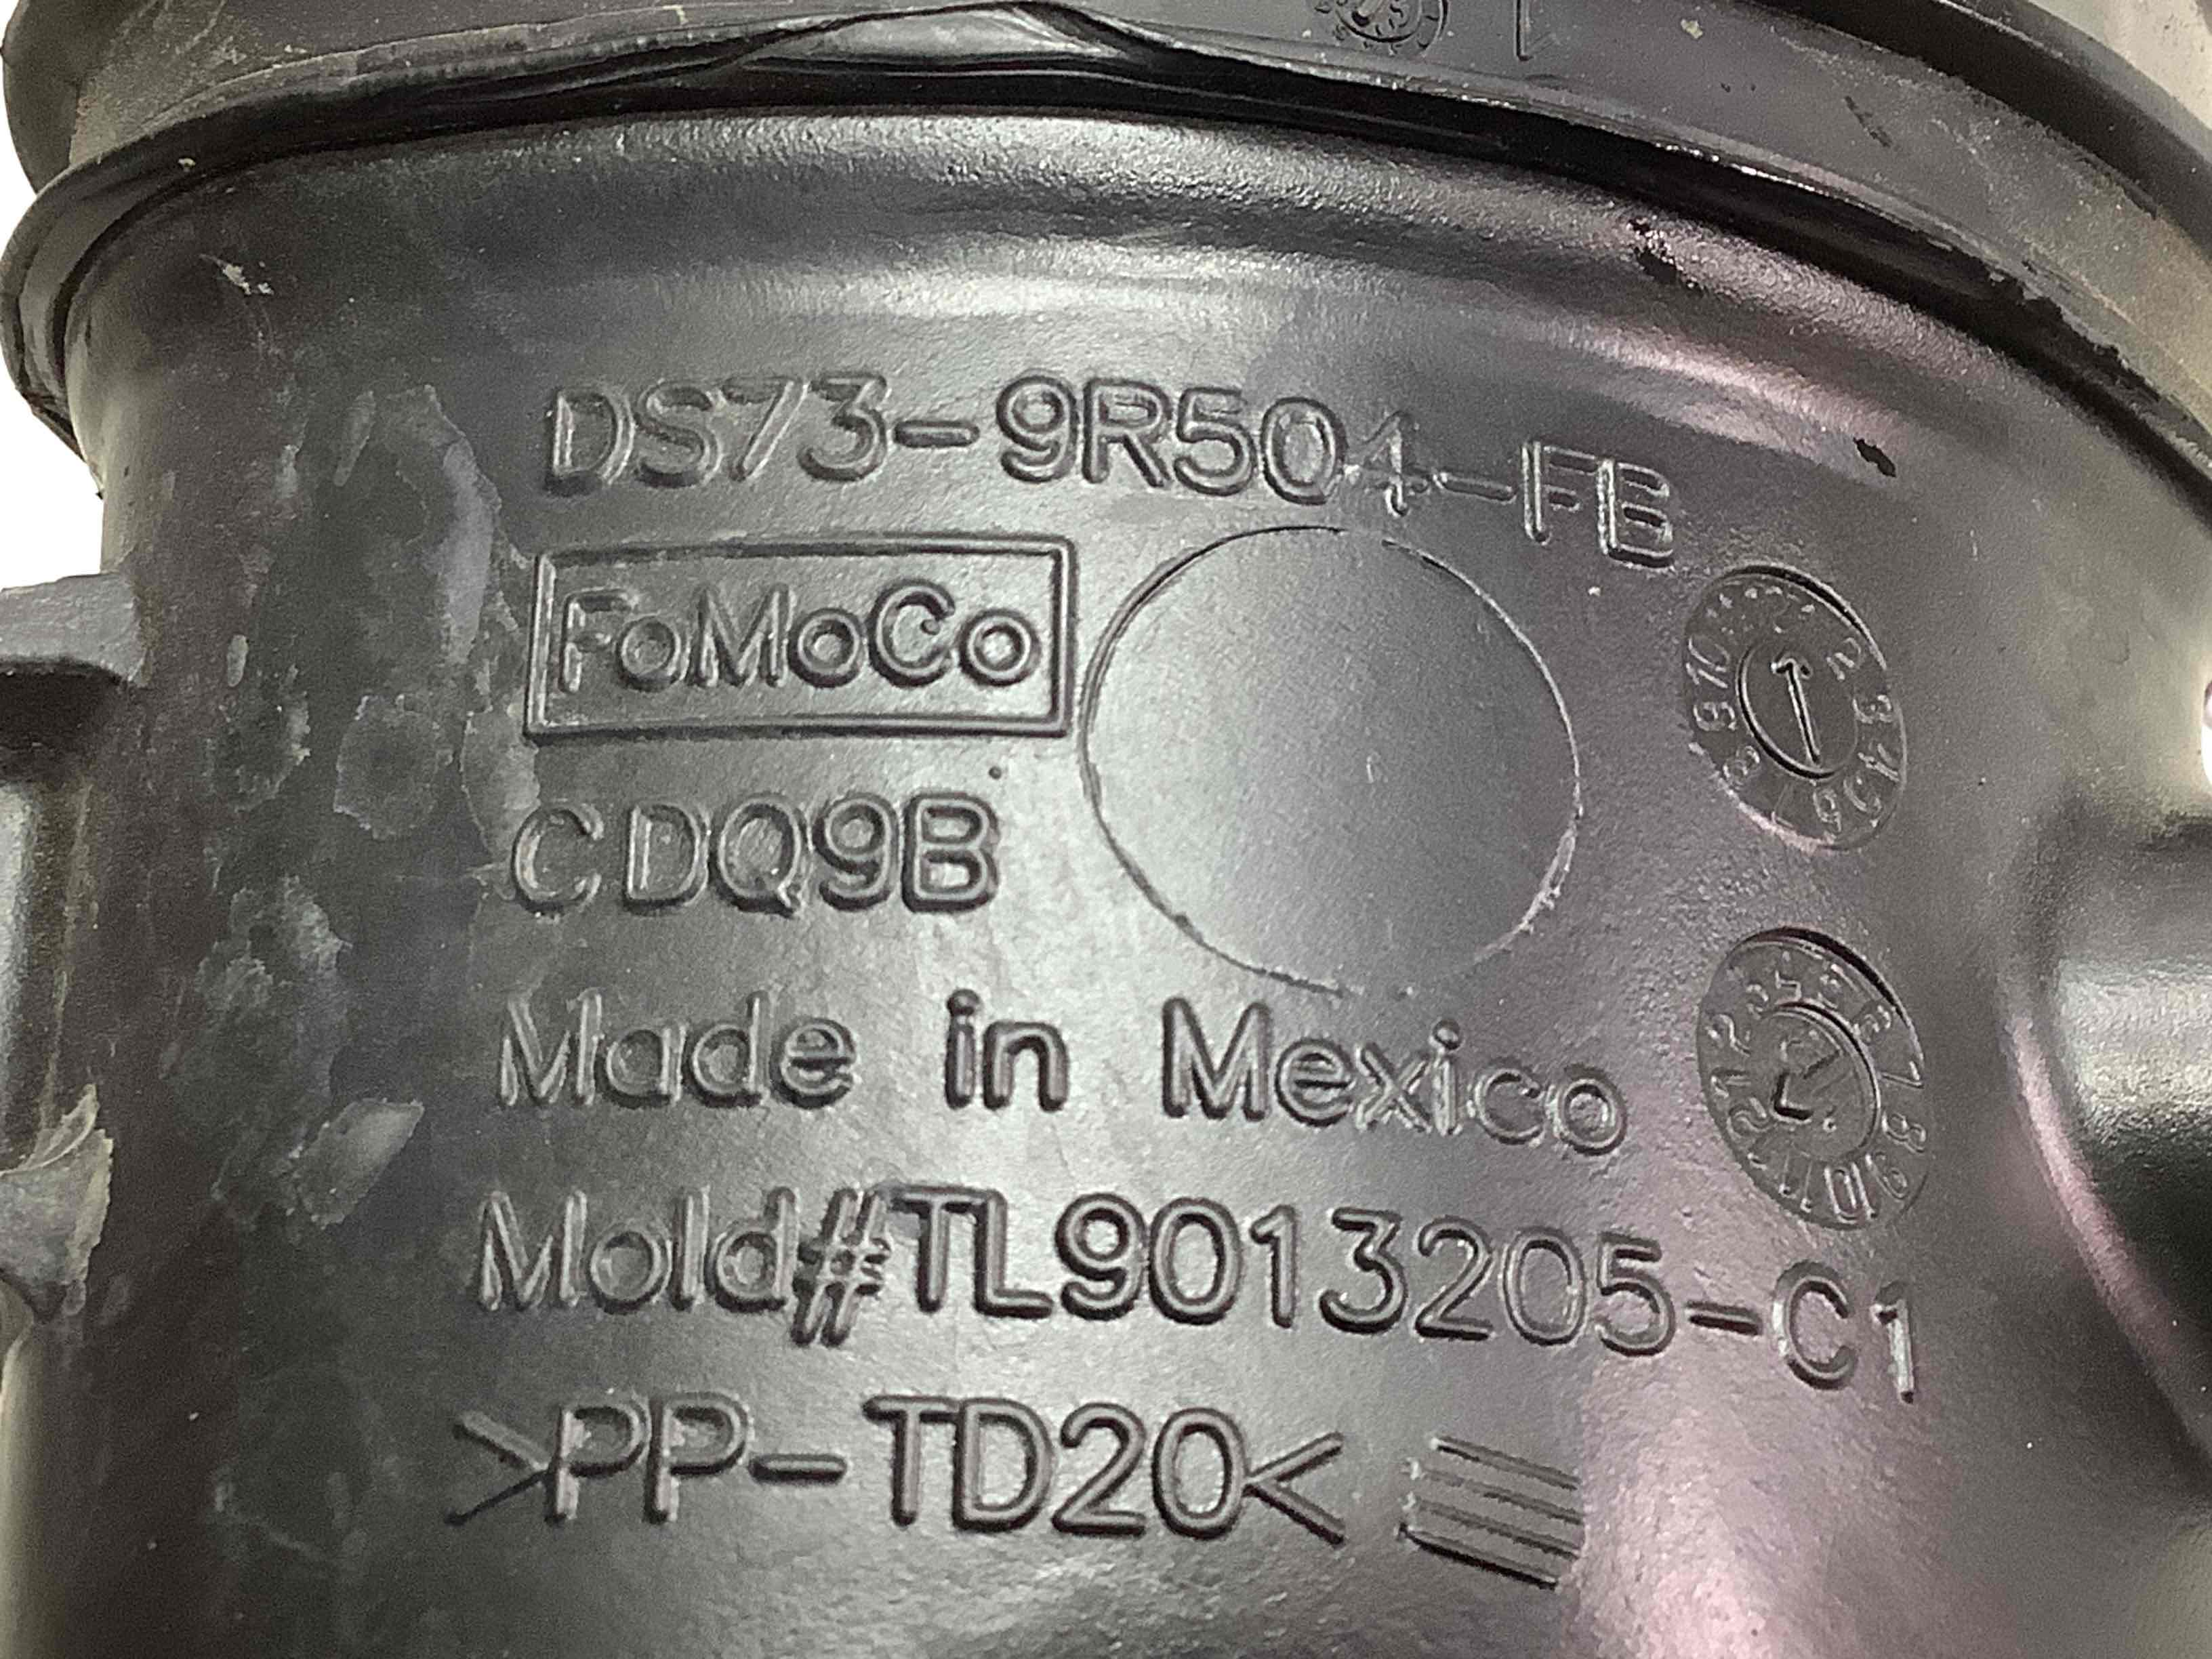 DS73-9R504-FB
FoMoCo
CDQ9B
Made in Mexico
Mold#TL9013205-C1
>PP-TD20<